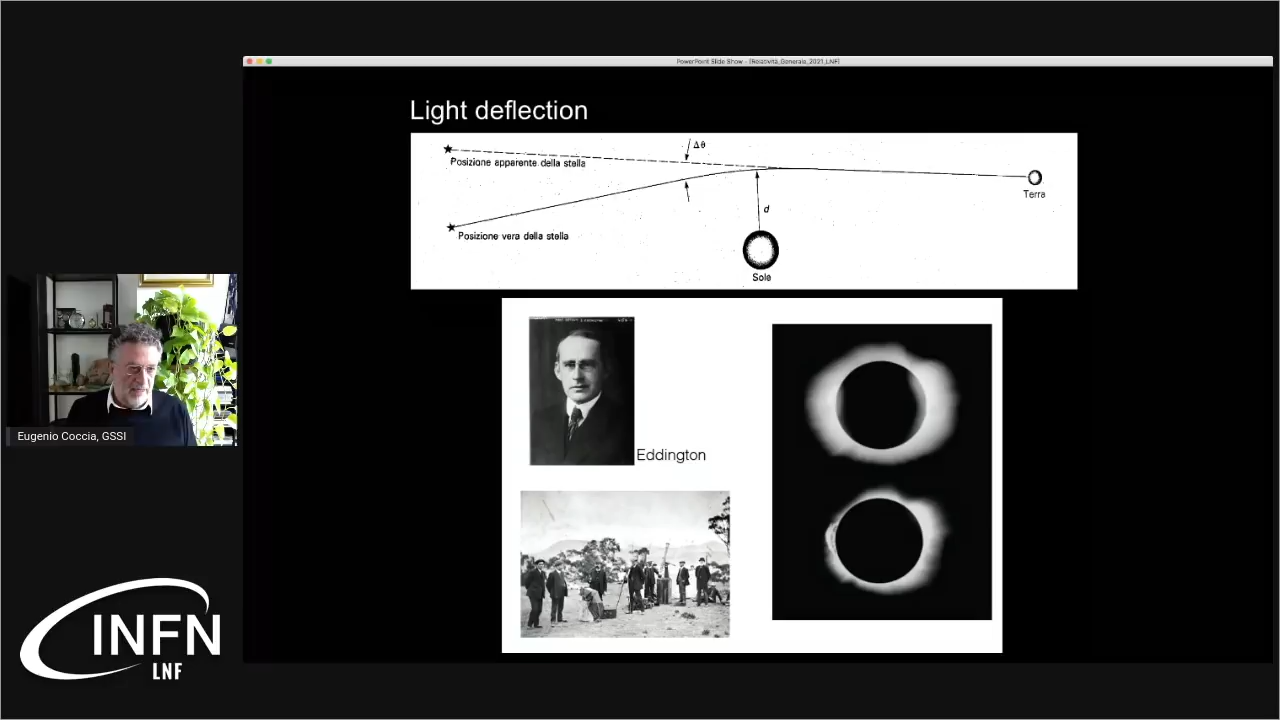 PowerPoint Slide Show - [Relatività_Generale_2021_LNF]
Light deflection
Δθ
Posizione apparente della stella
Terra
d
Posizione vera della stella
Sole
Eddington
Eugenio Coccia, GSSI
INFN
LNF